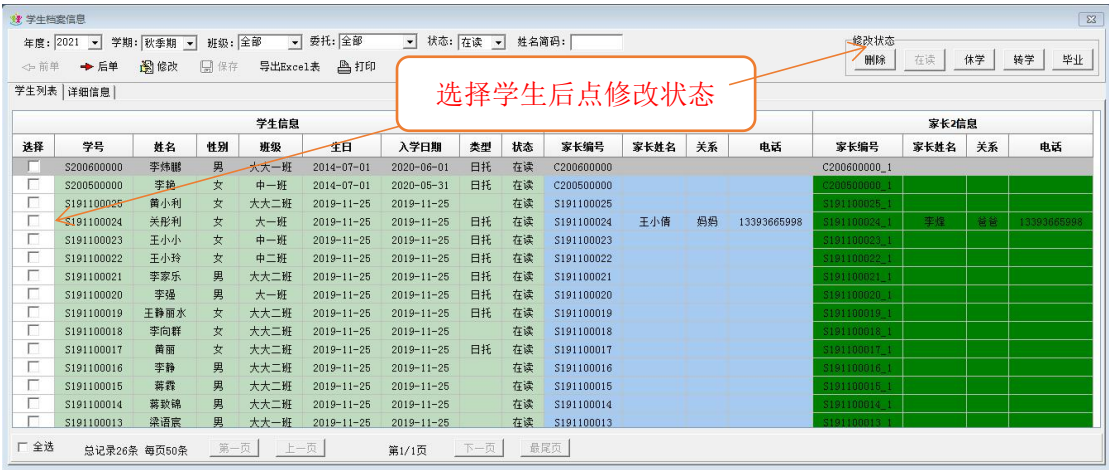 学生档案信息
年度: 2021 学期: 秋季期 班级: 全部 委托: 全部 状态: 在读 姓名简码:
修改状态
前单 后单 修改 保存 导出Excel表 打印
删除 在读 休学 转学 毕业
选择学生后点修改状态
学生列表 详细信息
学生信息 家长2信息
选择 学号 姓名 性别 班级 生日 入学日期 类型 状态 家长编号 家长姓名 关系 电话 家长编号 家长姓名 关系 电话
S200600000 李炜鹏 男 大大一班 2014-07-01 2020-06-01 日托 在读 C200600000 C200600000_1
S200500000 李艳 女 中一班 2014-07-01 2020-05-31 日托 在读 C200500000 C200500000_1
S191100025 黄小利 女 大大二班 2019-11-25 2019-11-25 在读 S191100025 S191100025_1
S191100024 关彤利 女 大一班 2019-11-25 2019-11-25 日托 在读 S191100024 王小倩 妈妈 13393665998 S191100024_1 李煌 爸爸 13393665998
S191100023 王小小 女 中一班 2019-11-25 2019-11-25 日托 在读 S191100023 S191100023_1
S191100022 王小玲 女 中二班 2019-11-25 2019-11-25 日托 在读 S191100022 S191100022_1
S191100021 李家乐 男 大大二班 2019-11-25 2019-11-25 日托 在读 S191100021 S191100021_1
S191100020 李强 男 大一班 2019-11-25 2019-11-25 日托 在读 S191100020 S191100020_1
S191100019 王静丽水 女 大大二班 2019-11-25 2019-11-25 日托 在读 S191100019 S191100019_1
S191100018 李向群 女 大大二班 2019-11-25 2019-11-25 在读 S191100018 S191100018_1
S191100017 黄丽 女 大大二班 2019-11-25 2019-11-25 日托 在读 S191100017 S191100017_1
S191100016 李静 男 大大二班 2019-11-25 2019-11-25 在读 S191100016 S191100016_1
S191100015 蒋霖 男 大大二班 2019-11-25 2019-11-25 在读 S191100015 S191100015_1
S191100014 蒋致锦 男 大大二班 2019-11-25 2019-11-25 在读 S191100014 S191100014_1
S191100013 梁语宸 男 大大一班 2019-11-25 2019-11-25 在读 S191100013 S191100013_1
全选 总记录26条 每页50条 第一页 上一页 第1/1页 下一页 最尾页